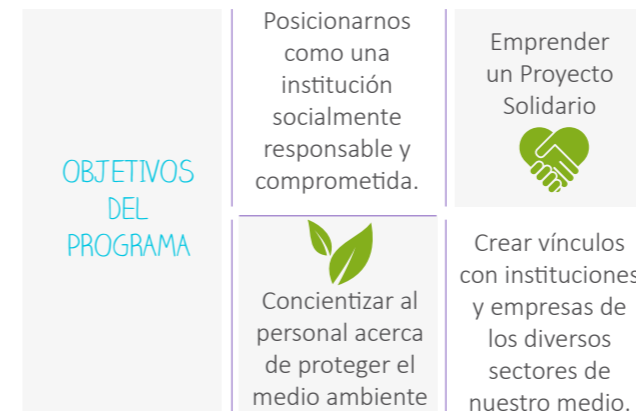 OBJETIVOS
DEL
PROGRAMA
Posicionarnos
como una
institución
socialmente
responsable y
comprometida.
Emprender
un Proyecto
Solidario
Concientizar al
personal acerca
de proteger el
medio ambiente
Crear vínculos
con instituciones
y empresas de
los diversos
sectores de
nuestro medio.